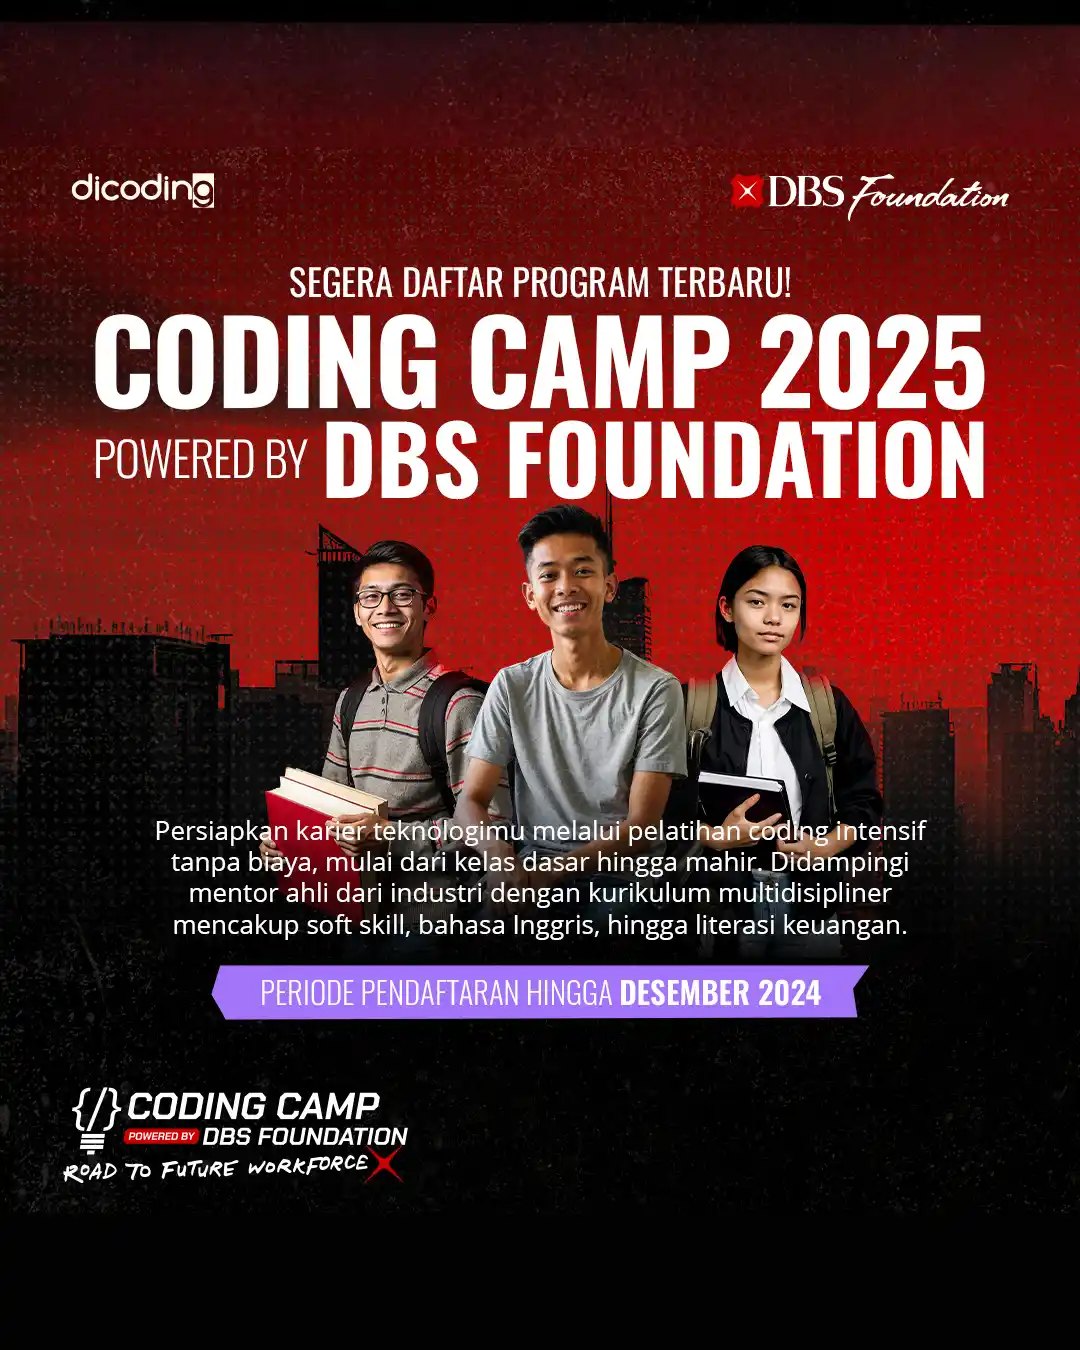 dicoding
DBS Foundation
SEGERA DAFTAR PROGRAM TERBARU!
CODING CAMP 2025
POWERED BY DBS FOUNDATION
Persiapkan karier teknologimu melalui pelatihan coding intensif
tanpa biaya, mulai dari kelas dasar hingga mahir. Didampingi
mentor ahli dari industri dengan kurikulum multidisipliner
mencakup soft skill, bahasa Inggris, hingga literasi keuangan.
PERIODE PENDAFTARAN HINGGA DESEMBER 2024
{/} CODING CAMP
POWERED BY DBS FOUNDATION
ROAD TO FUTURE WORKFORCE